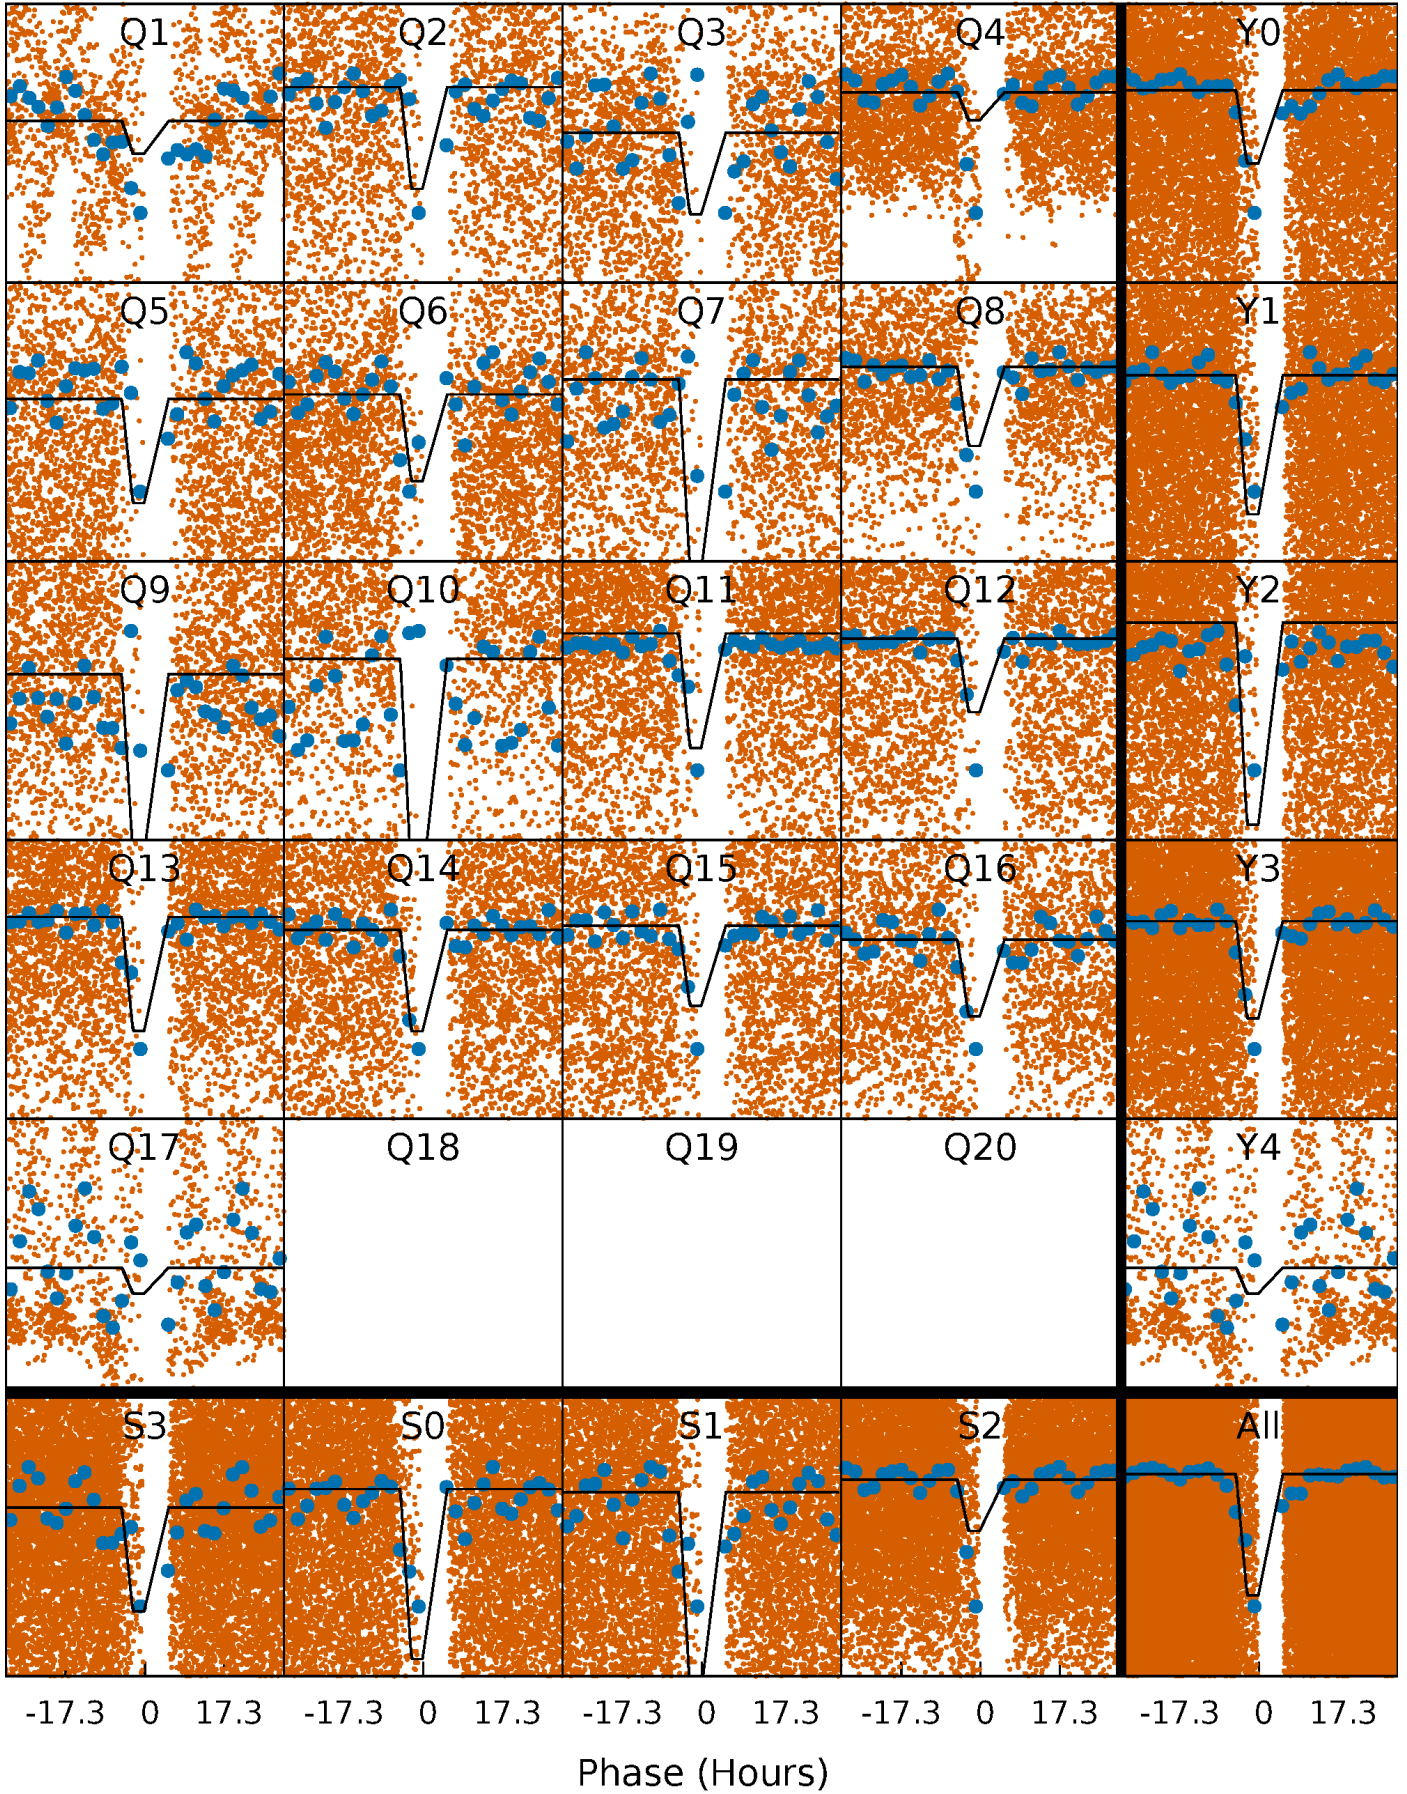 Q1 Q2 Q3 Q4 Y0
Q5 Q6 Q7 Q8 Y1
Q9 Q10 Q11 Q12 Y2
Q13 Q14 Q15 Q16 Y3
Q17 Q18 Q19 Q20 Y4
S3 S0 S1 S2 All
-17.3 0 17.3 -17.3 0 17.3 -17.3 0 17.3 -17.3 0 17.3 -17.3 0 17.3
Phase (Hours)